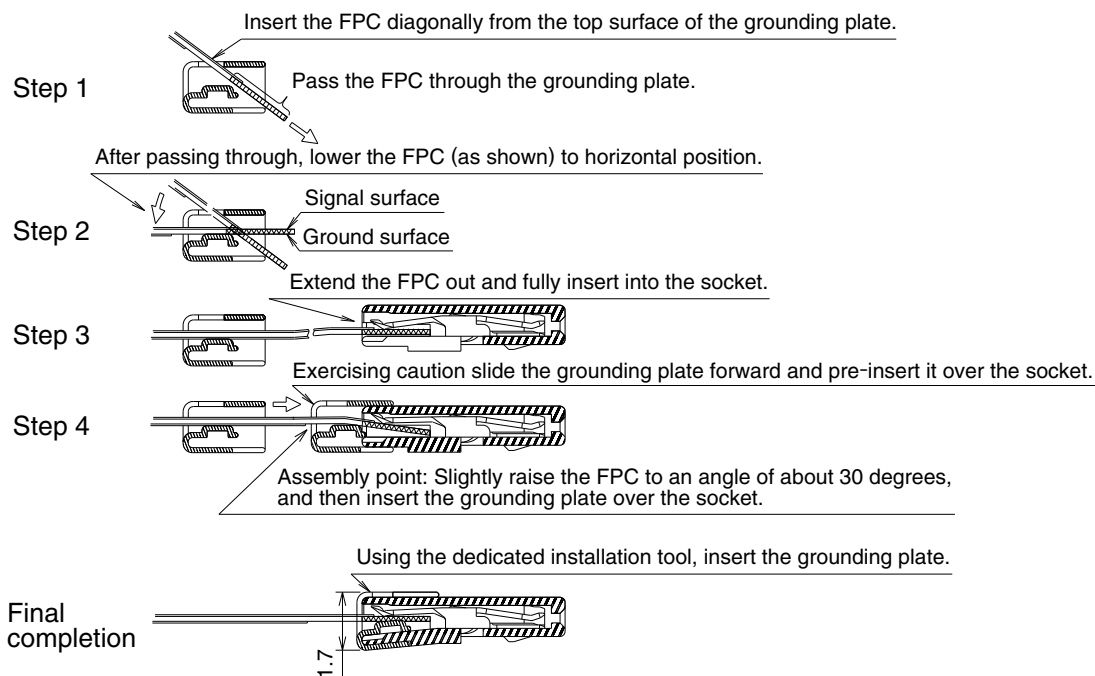 Insert the FPC diagonally from the top surface of the grounding plate.
Step 1
Pass the FPC through the grounding plate.
After passing through, lower the FPC (as shown) to horizontal position.
Step 2
Signal surface
Ground surface
Extend the FPC out and fully insert into the socket.
Step 3
Exercising caution slide the grounding plate forward and pre-insert it over the socket.
Step 4
Assembly point: Slightly raise the FPC to an angle of about 30 degrees,
and then insert the grounding plate over the socket.
Using the dedicated installation tool, insert the grounding plate.
Final
completion
1.7